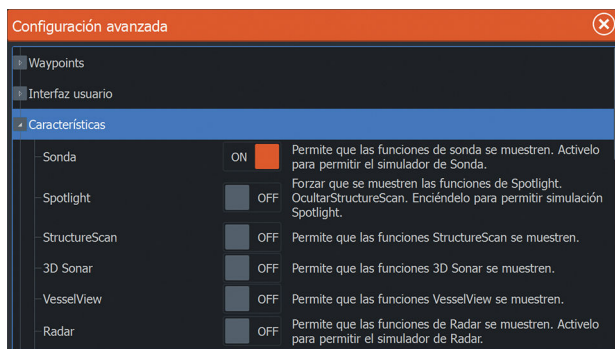 Configuración avanzada
Waypoints
Interfaz usuario
Características
Sonda ON Permite que las funciones de sonda se muestren. Activelo
para permitir el simulador de Sonda.
Spotlight OFF Forzar que se muestren las funciones de Spotlight.
OcultarStructureScan. Enciéndelo para permitir simulación
Spotlight.
StructureScan OFF Permite que las funciones StructureScan se muestren.
3D Sonar OFF Permite que las funciones 3D Sonar se muestren.
VesselView OFF Permite que las funciones VesselView se muestren.
Radar OFF Permite que las funciones de Radar se muestren. Activelo
para permitir el simulador de Radar.